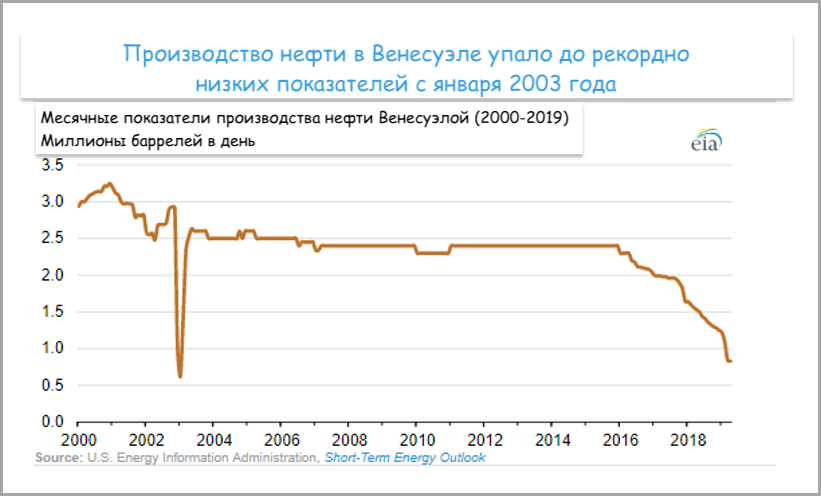 Производство нефти в Венесуэле упало до рекордно
низких показателей с января 2003 года
Месячные показатели производства нефти Венесуэлой (2000-2019)
Миллионы баррелей в день
eia
3.5
3.0
2.5
2.0
1.5
1.0
0.5
0.0
2000 2002 2004 2006 2008 2010 2012 2014 2016 2018
Source: U.S. Energy Information Administration, Short-Term Energy Outlook